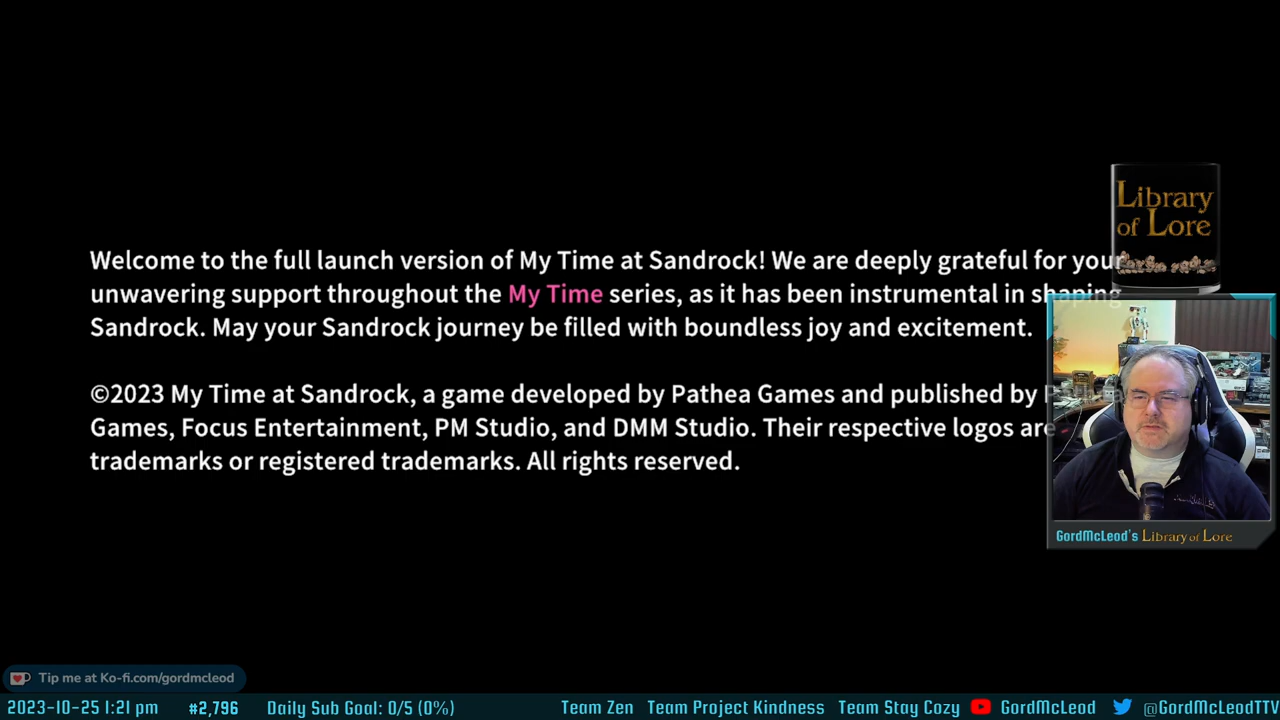 Library
of Lore
Welcome to the full launch version of My Time at Sandrock! We are deeply grateful for your
unwavering support throughout the My Time series, as it has been instrumental in shaping
Sandrock. May your Sandrock journey be filled with boundless joy and excitement.
©2023 My Time at Sandrock, a game developed by Pathea Games and published by
Games, Focus Entertainment, PM Studio, and DMM Studio. Their respective logos are
trademarks or registered trademarks. All rights reserved.
GordMcLeod's Library of Lore
Tip me at Ko-fi.com/gordmcleod
2023-10-25 1:21 pm #2,796 Daily Sub Goal: 0/5 (0%) Team Zen Team Project Kindness Team Stay Cozy GordMcLeod @GordMcLeodTTV